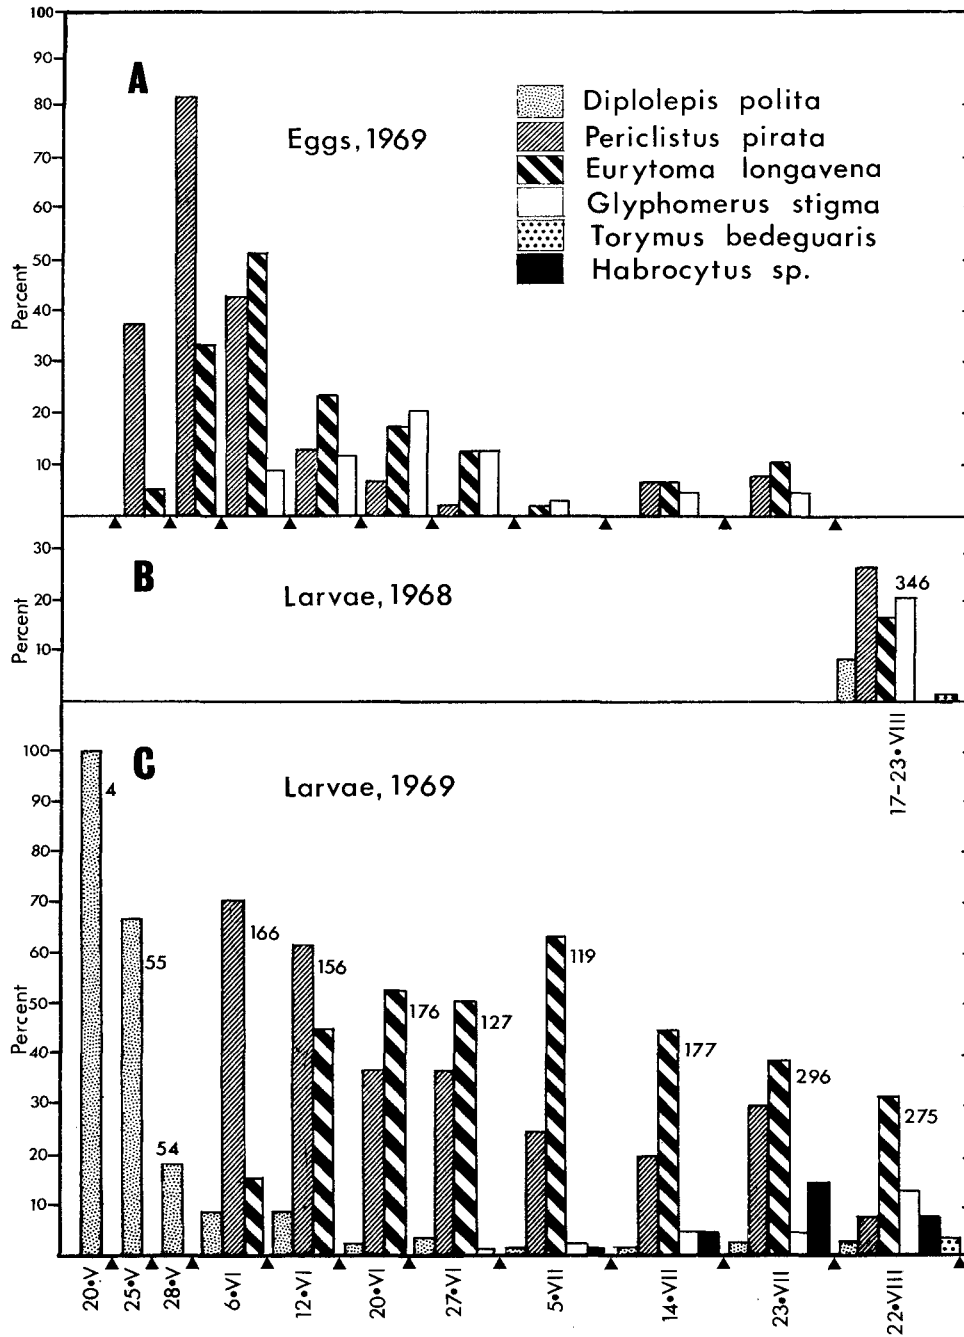 100
90
80
70
60
50
40
30
20
10
Percent
A
Eggs, 1969
Diplolepis polita
Periclistus pirata
Eurytoma longavena
Glyphomerus stigma
Torymus bedeguaris
Habrocytus sp.
30
20
10
Percent
B
Larvae, 1968
346
17-23•VIII
100
90
80
70
60
50
40
30
20
10
Percent
C
Larvae, 1969
4
55
54
166
156
176
127
119
177
296
275
20•V
25•V
28•V
6•VI
12•VI
20•VI
27•VI
5•VII
14•VII
23•VII
22•VIII